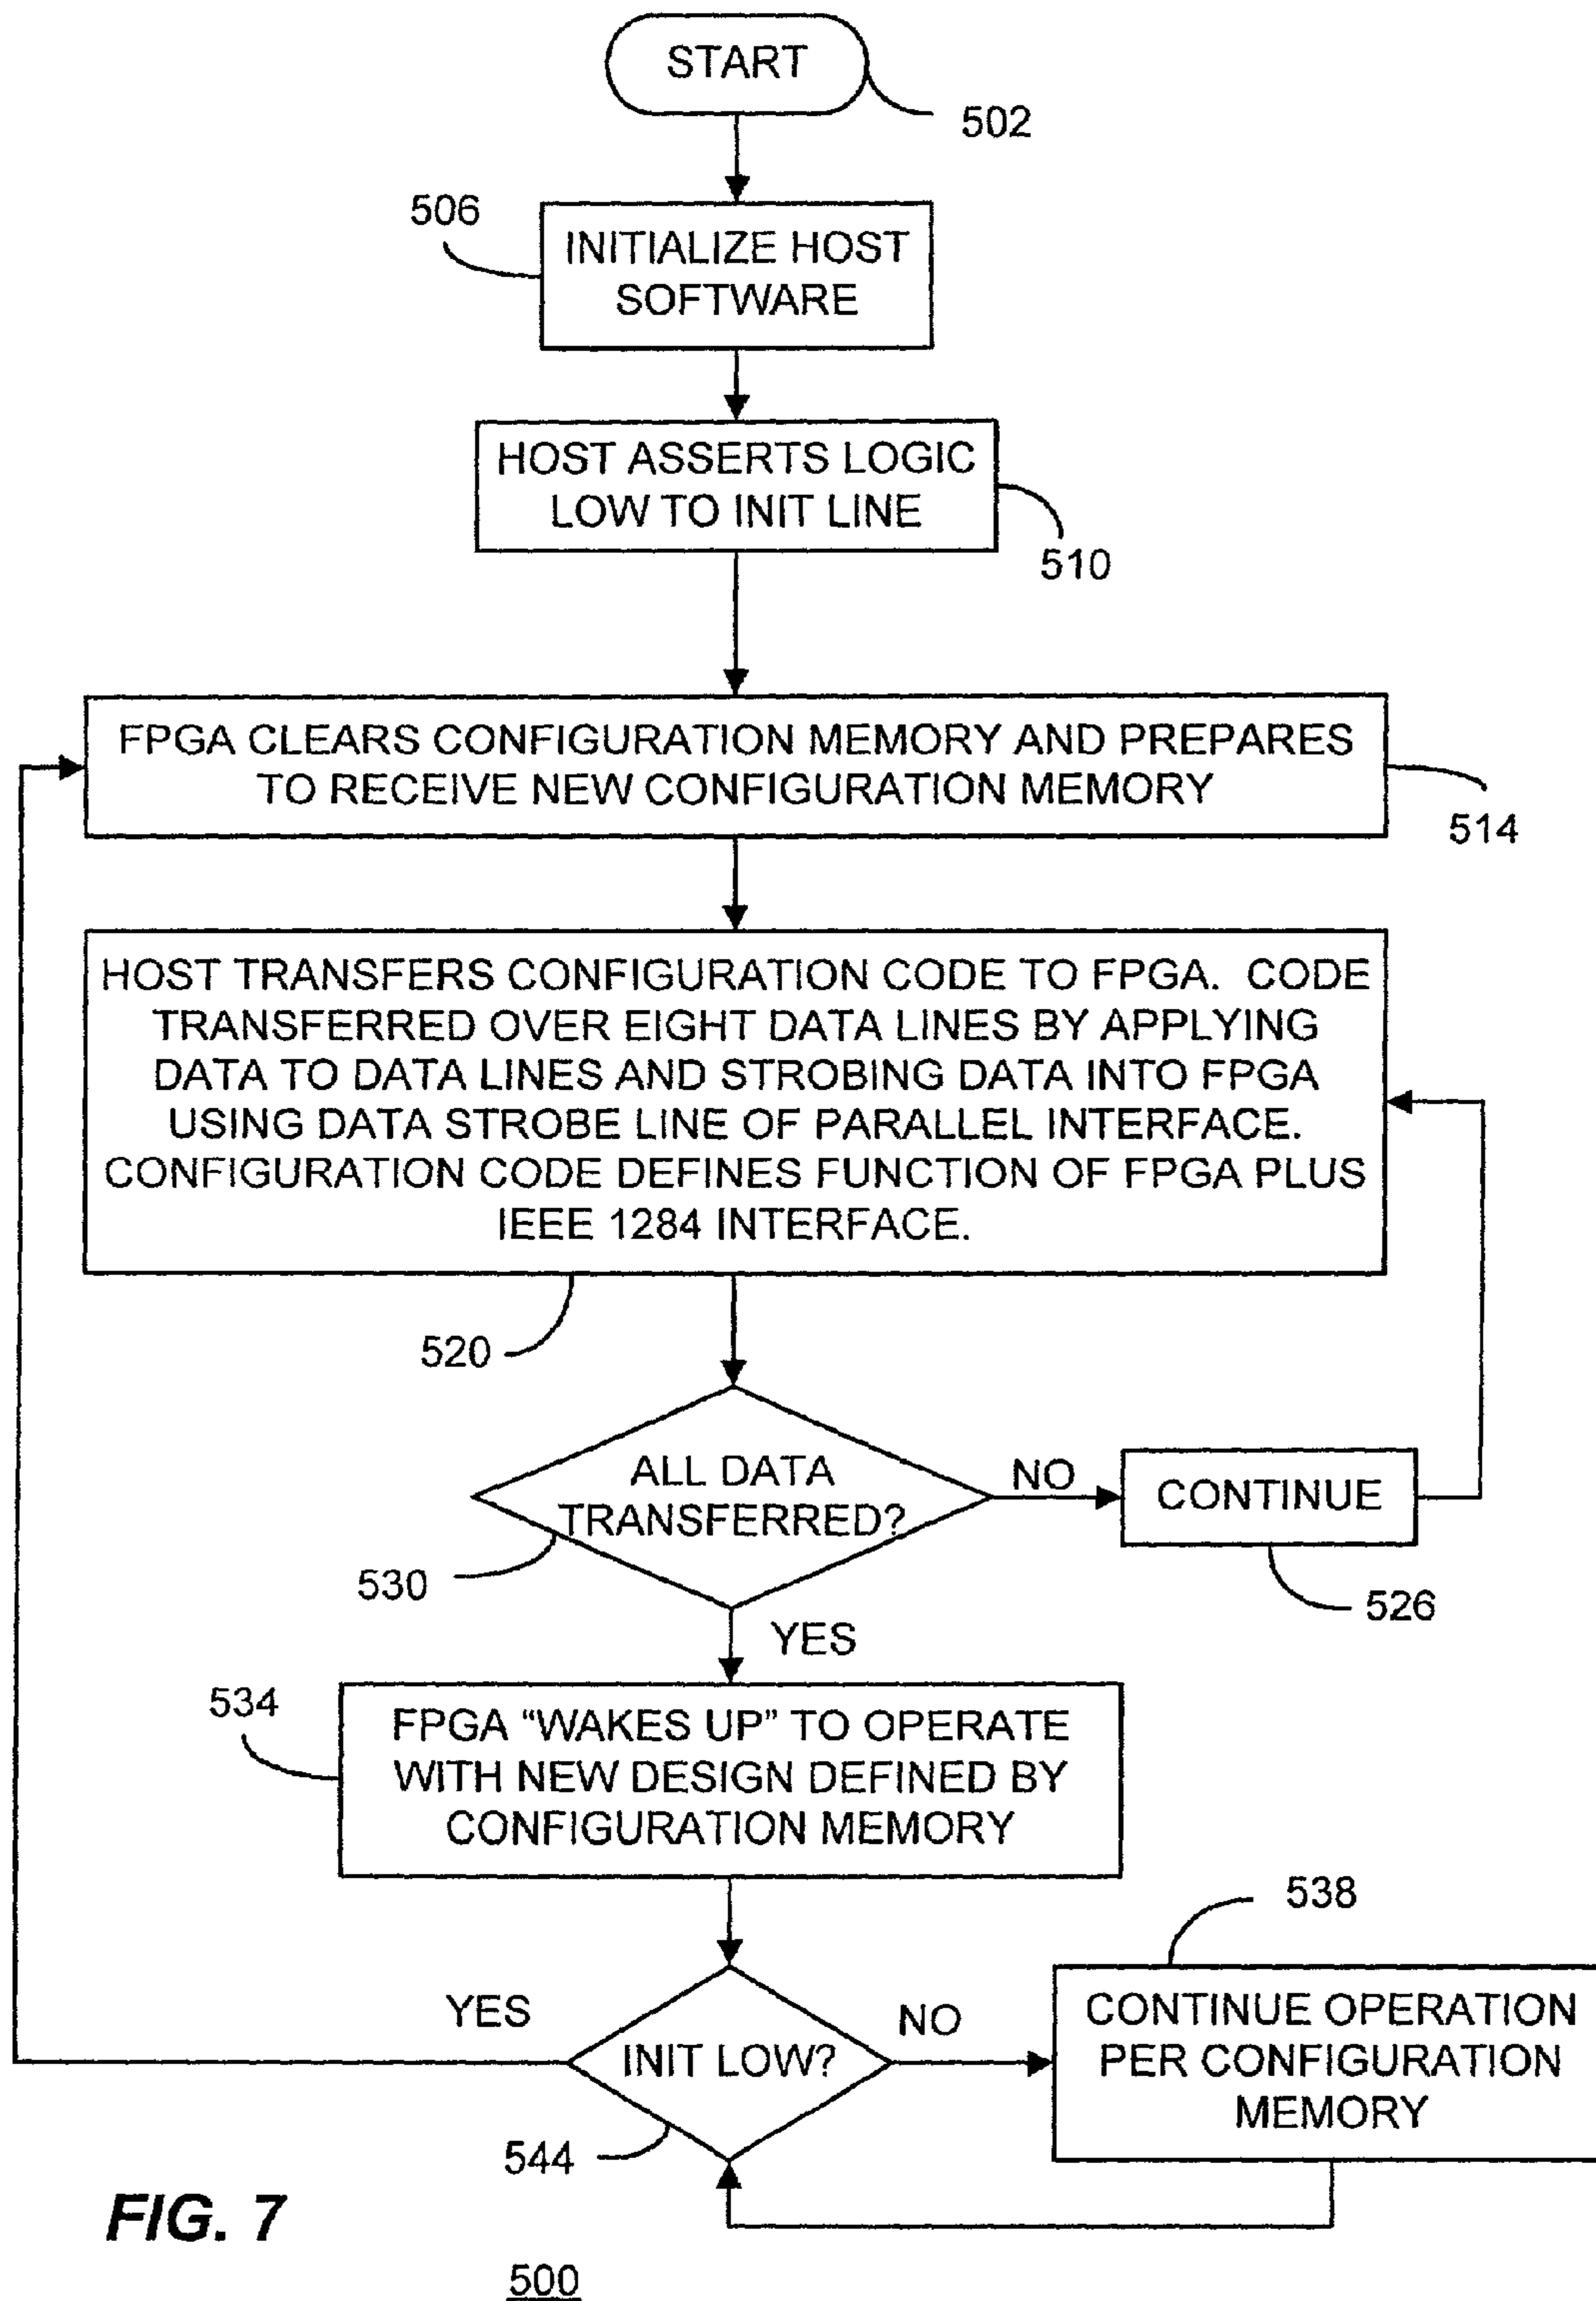 START
502
506
INITIALIZE HOST
SOFTWARE
HOST ASSERTS LOGIC
LOW TO INIT LINE
510
FPGA CLEARS CONFIGURATION MEMORY AND PREPARES
TO RECEIVE NEW CONFIGURATION MEMORY
514
HOST TRANSFERS CONFIGURATION CODE TO FPGA. CODE
TRANSFERRED OVER EIGHT DATA LINES BY APPLYING
DATA TO DATA LINES AND STROBING DATA INTO FPGA
USING DATA STROBE LINE OF PARALLEL INTERFACE.
CONFIGURATION CODE DEFINES FUNCTION OF FPGA PLUS
IEEE 1284 INTERFACE.
520
ALL DATA
TRANSFERRED?
NO
CONTINUE
530
526
YES
534
FPGA “WAKES UP” TO OPERATE
WITH NEW DESIGN DEFINED BY
CONFIGURATION MEMORY
538
YES
INIT LOW?
NO
CONTINUE OPERATION
PER CONFIGURATION
MEMORY
544
FIG. 7
500